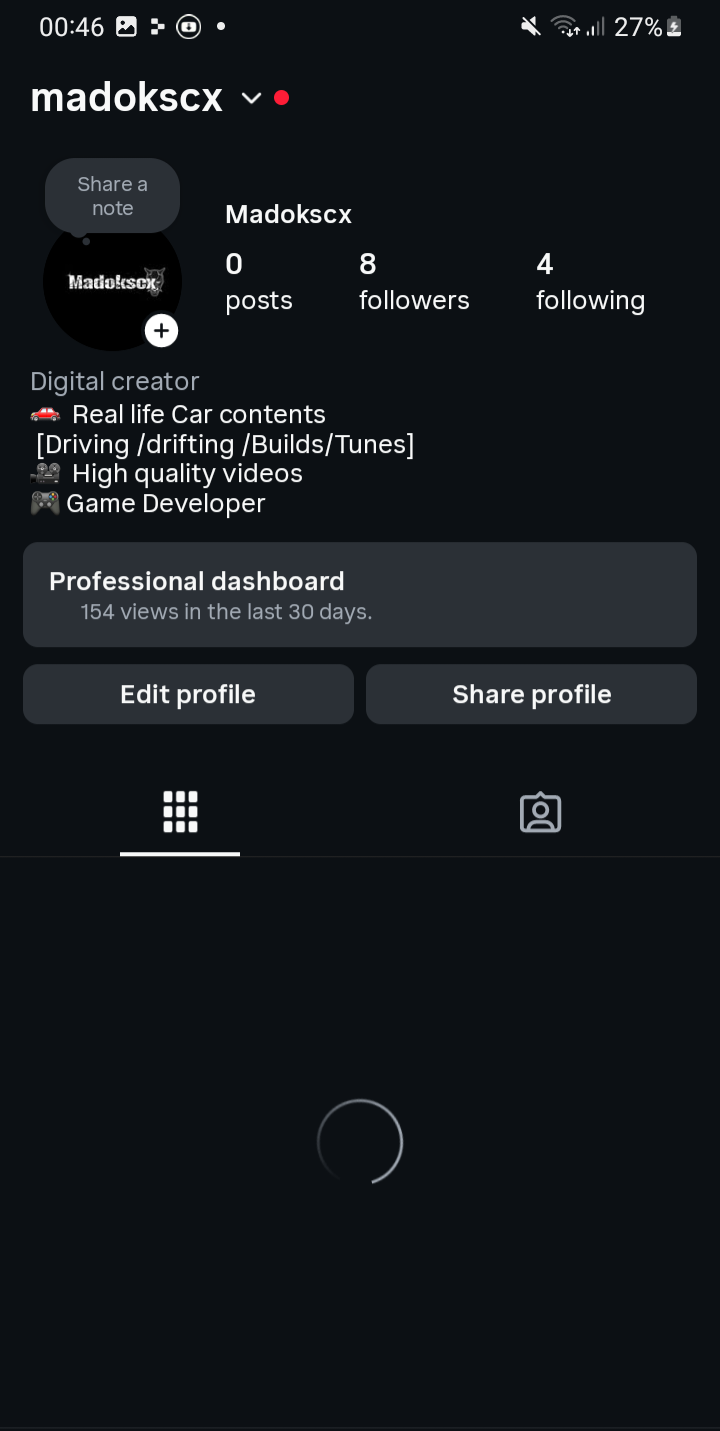 00:46 27%
madokscx
Share a
note
Madokscx
Madokscx
0 8 4
posts followers following
Digital creator
🚗 Real life Car contents
[Driving /drifting /Builds/Tunes]
🎥 High quality videos
🎮 Game Developer
Professional dashboard
154 views in the last 30 days.
Edit profile Share profile